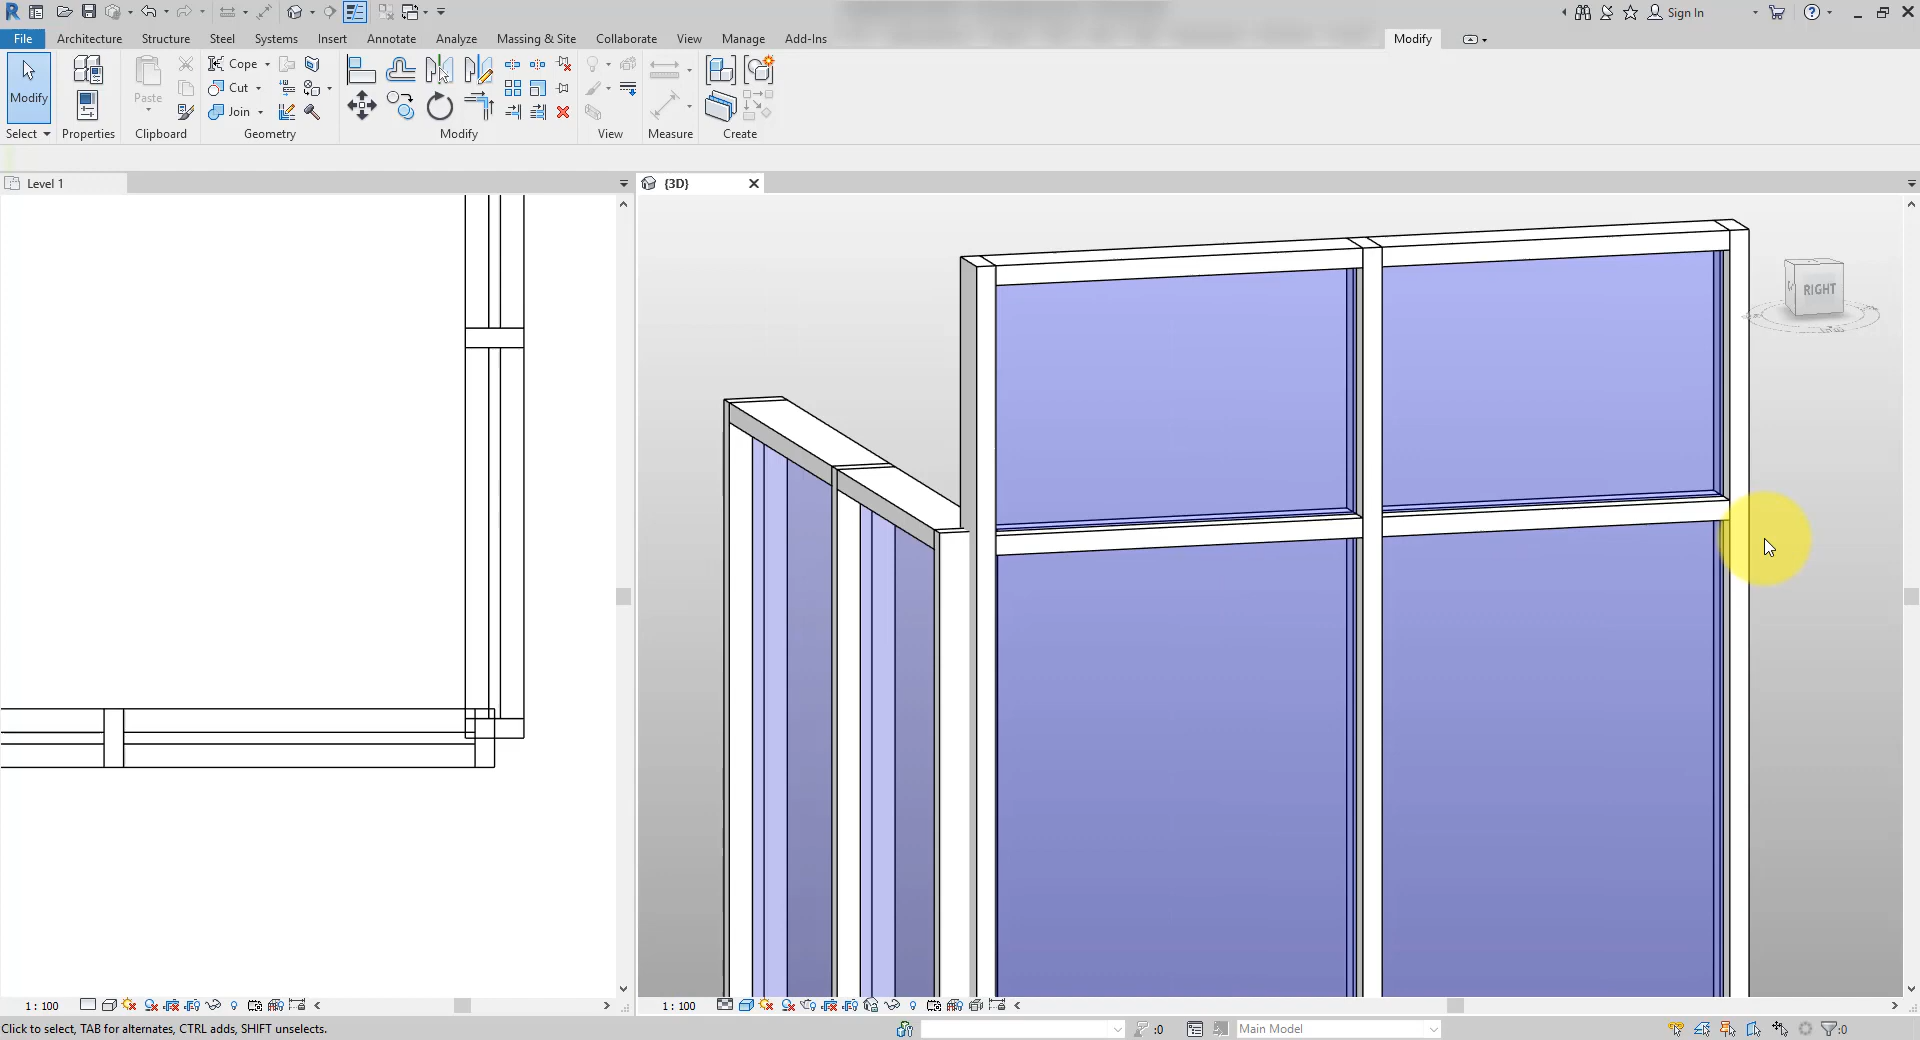 Sign In
File Architecture Structure Steel Systems Insert Annotate Analyze Massing & Site Collaborate View Manage Add-Ins Modify
Modify Paste Cope
Cut
Join
Select Properties Clipboard Geometry Modify View Measure Create
Level 1
{3D}
RIGHT
1 : 100
1 : 100
Click to select, TAB for alternates, CTRL adds, SHIFT unselects.
:0
Main Model
:0